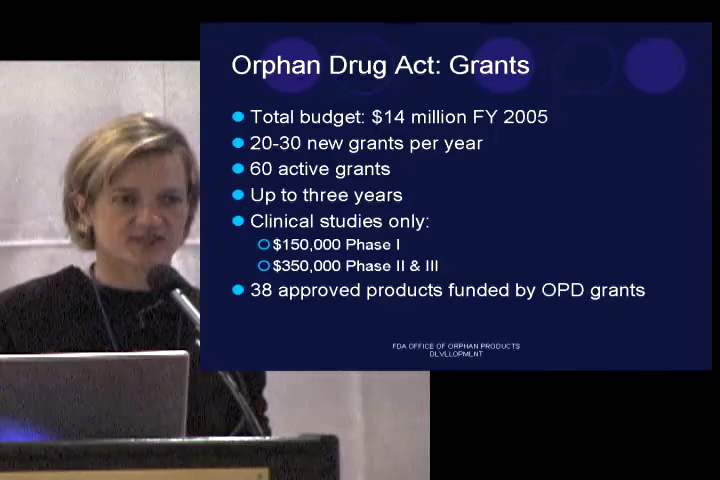 Orphan Drug Act: Grants
Total budget: $14 million FY 2005
20-30 new grants per year
60 active grants
Up to three years
Clinical studies only:
$150,000 Phase I
$350,000 Phase II & III
38 approved products funded by OPD grants
FDA OFFICE OF ORPHAN PRODUCTS
DEVELOPMENT